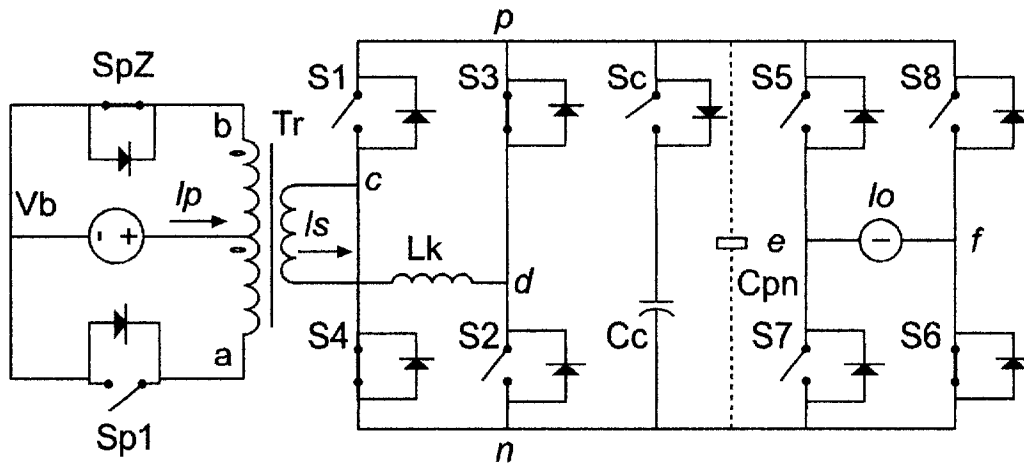 p
SpZ
S1
S3
Sc
S5
S8
b
Tr
Ip
c
Vb
Is
Io
- +
Lk
d
e
-
f
Cpn
S4
S2
Cc
S7
S6
a
Sp1
n